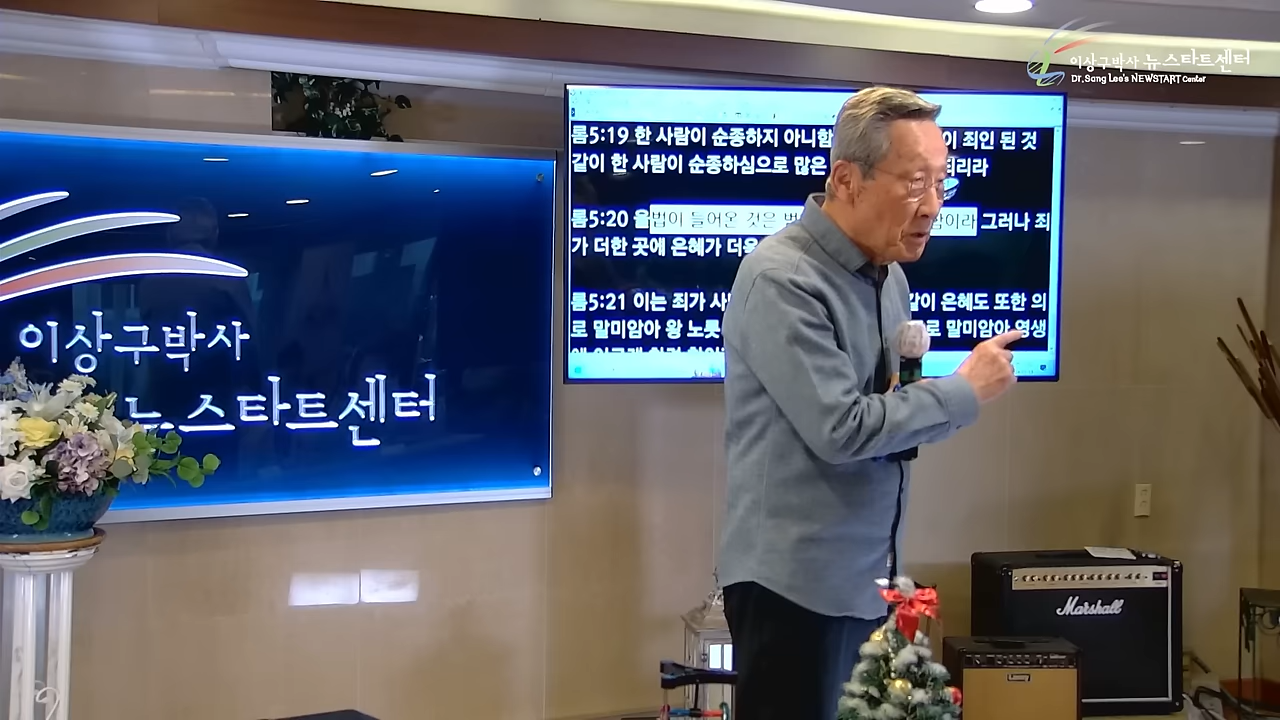 이상구박사 뉴스타트센터
Dr. Sang Lee's NEWSTART Center
롬5:19 한 사람이 순종하지 아니함 이 죄인 된 것
같이 한 사람이 순종하심으로 많은 되리라
롬5:20 율법이 들어온 것은 그러나 죄
가 더한 곳에 은혜가 더욱
롬5:21 이는 죄가 같이 은혜도 또한 의
로 말미암아 왕 로 말미암아 영생
이상구박사
뉴스타트센터
Marshall